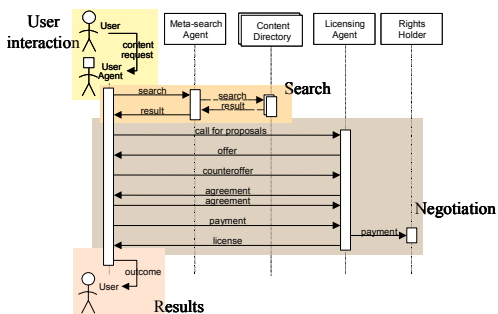 User
interaction
User
content
request
User
Agent
Meta-search
Agent
Content
Directory
Licensing
Agent
Rights
Holder
search
search
result
result
Search
call for proposals
offer
counteroffer
agreement
agreement
payment
payment
license
Negotiation
outcome
User
Results